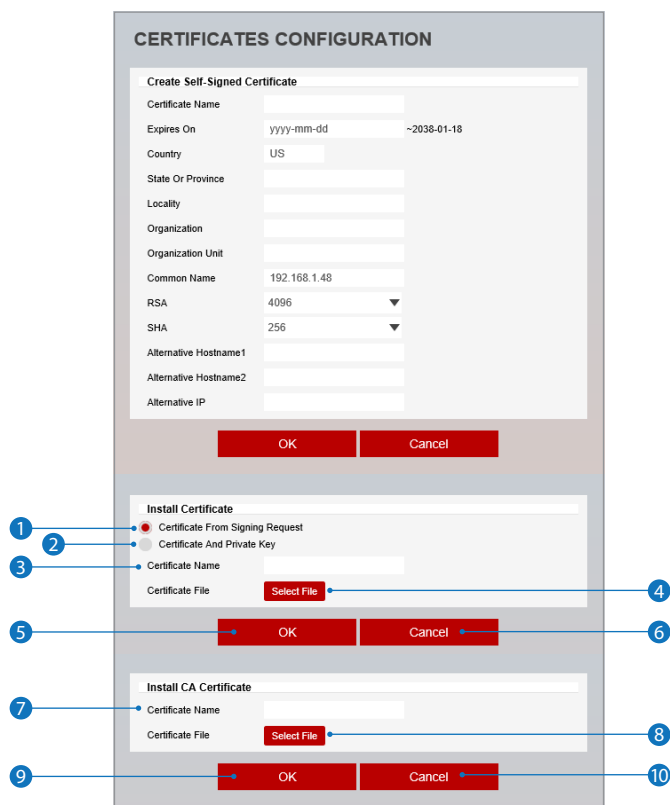 CERTIFICATES CONFIGURATION
Create Self-Signed Certificate
Certificate Name
Expires On yyyy-mm-dd ~2038-01-18
Country US
State Or Province
Locality
Organization
Organization Unit
Common Name 192.168.1.48
RSA 4096
SHA 256
Alternative Hostname1
Alternative Hostname2
Alternative IP
OK Cancel
Install Certificate
1 Certificate From Signing Request
2 Certificate And Private Key
3 Certificate Name
Certificate File Select File 4
5 OK Cancel 6
Install CA Certificate
7 Certificate Name
Certificate File Select File 8
9 OK Cancel 10